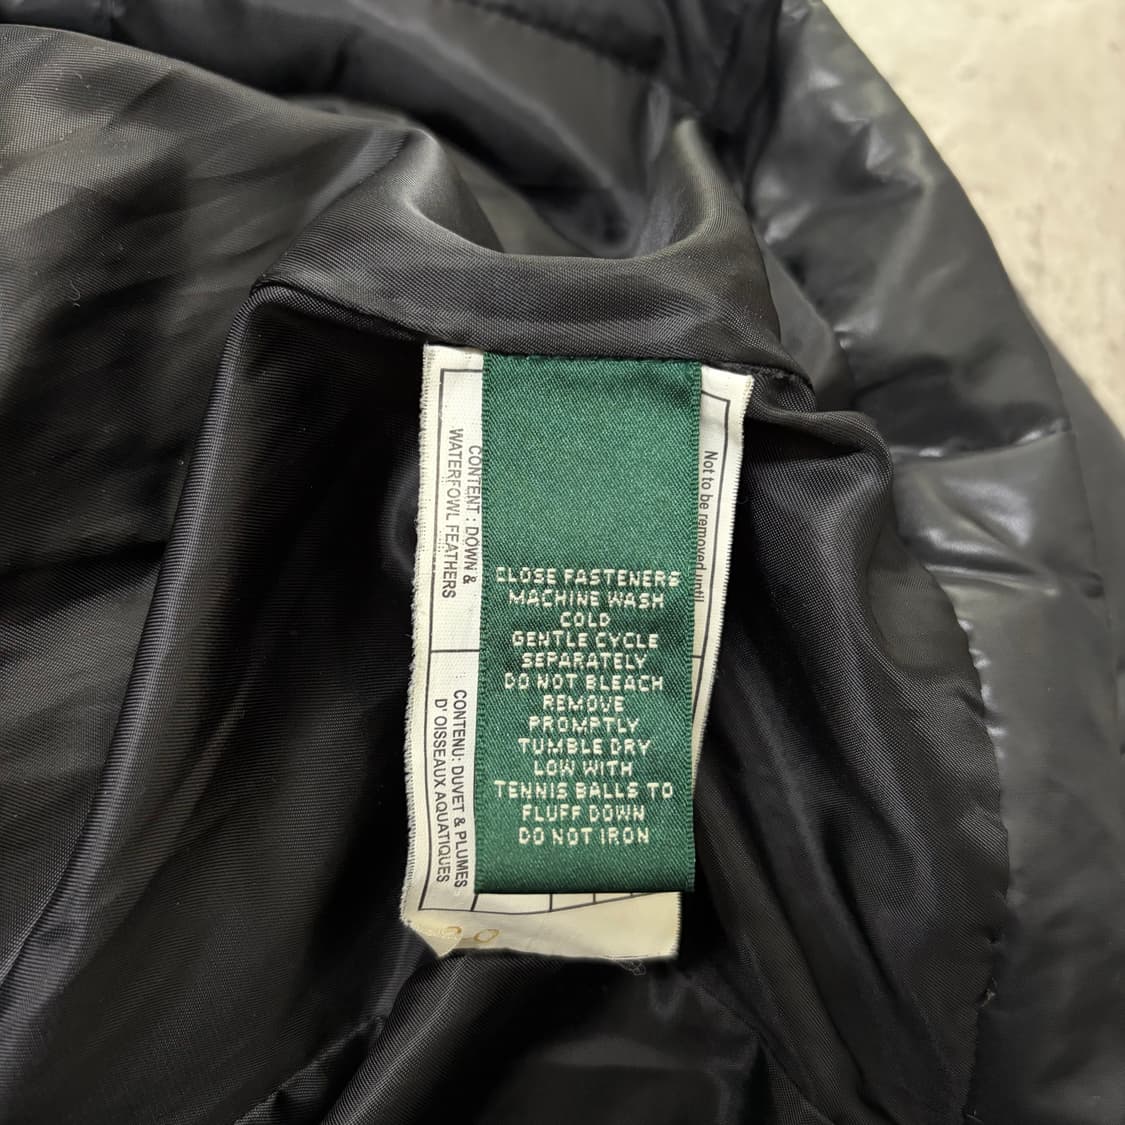 CLOSE FASTENERS
MACHINE WASH
COLD
GENTLE CYCLE
SEPARATELY
DO NOT BLEACH
REMOVE
PROMPTLY
TUMBLE DRY
LOW WITH
TENNIS BALLS TO
FLUFF DOWN
DO NOT IRON
CONTENT : DOWN &
WATERFOWL FEATHERS
CONTENU: DUVET & PLUMES
D' OISSEAUX AQUATIQUES
Not to be removed until